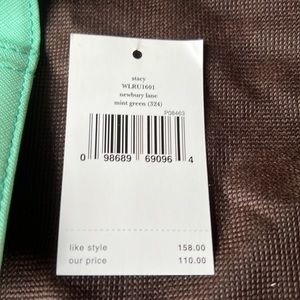 stacy
WLRU1601
newbury lane
mint green (324)
P08463
0 98689 69096 4
like style 158.00
our price 110.00